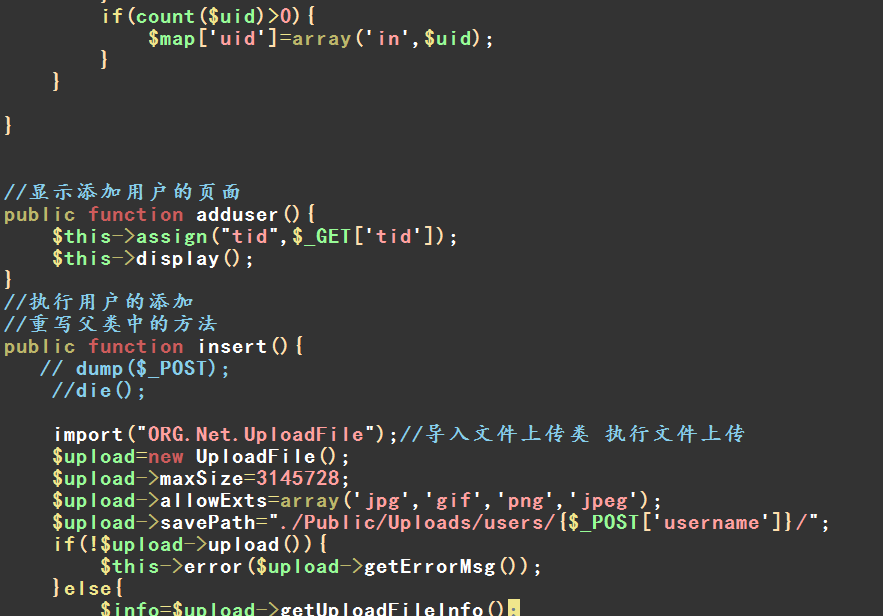 if(count($uid)>0){
$map['uid']=array('in',$uid);
}
}
}
//显示添加用户的页面
public function adduser(){
$this->assign("tid",$_GET['tid']);
$this->display();
}
//执行用户的添加
//重写父类中的方法
public function insert(){
// dump($_POST);
//die();
import("ORG.Net.UploadFile");//导入文件上传类 执行文件上传
$upload=new UploadFile();
$upload->maxSize=3145728;
$upload->allowExts=array('jpg','gif','png','jpeg');
$upload->savePath="./Public/Uploads/users/{$_POST['username']}/";
if(!$upload->upload()){
$this->error($upload->getErrorMsg());
}else{
$info=$upload->getUploadFileInfo();